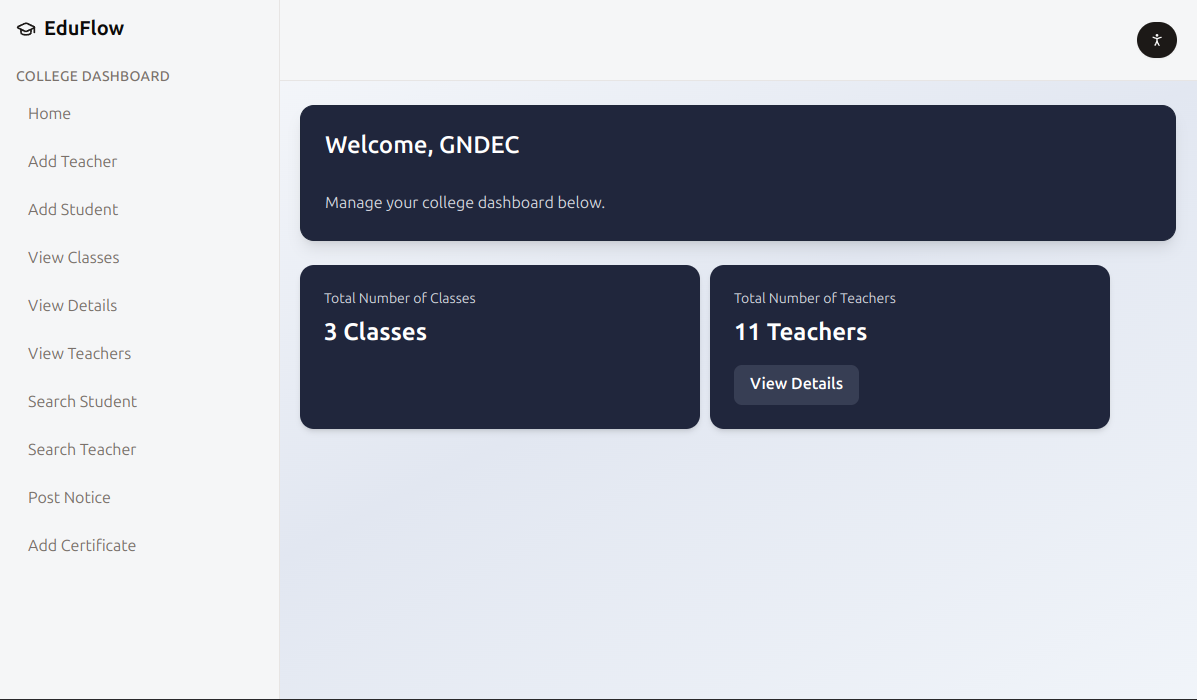 EduFlow
COLLEGE DASHBOARD
Home
Add Teacher
Add Student
View Classes
View Details
View Teachers
Search Student
Search Teacher
Post Notice
Add Certificate
Welcome, GNDEC
Manage your college dashboard below.
Total Number of Classes
3 Classes
Total Number of Teachers
11 Teachers
View Details